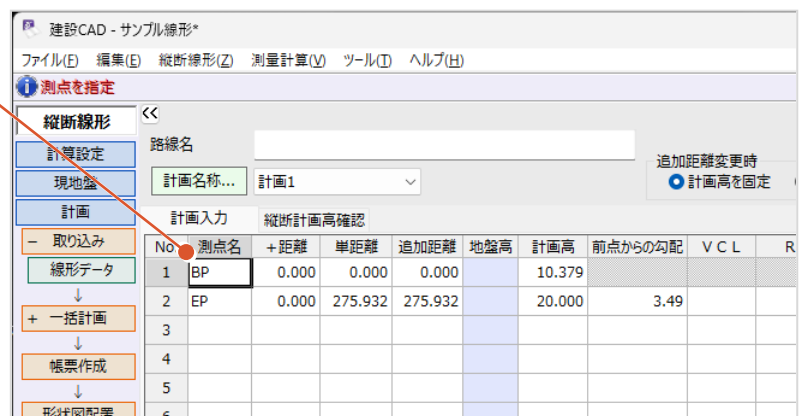 建設CAD - サンプル線形*
ファイル(F) 編集(E) 縦断線形(Z) 測量計算(V) ツール(T) ヘルプ(H)
測点を指定
縦断線形
計算設定
現地盤
計画
− 取り込み
線形データ
↓
+ 一括計画
↓
帳票作成
↓
形状図配置
<<
路線名
計画名称... 計画1
追加距離変更時
計画高を固定
計画入力 縦断計画高確認
No. 測点名 +距離 単距離 追加距離 地盤高 計画高 前点からの勾配 VCL R
1 BP 0.000 0.000 0.000 10.379
2 EP 0.000 275.932 275.932 20.000 3.49
3
4
5